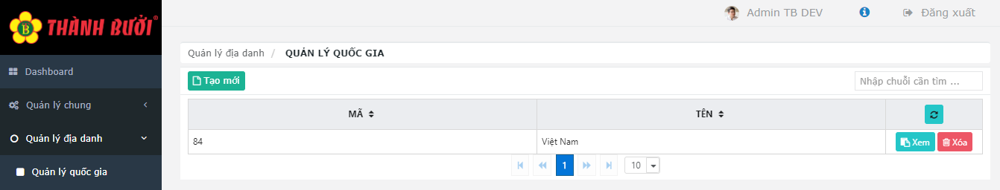 THÀNH BƯỞI®
Admin TB DEV
Đăng xuất
Dashboard
Quản lý chung
Quản lý địa danh
Quản lý quốc gia
Quản lý địa danh / QUẢN LÝ QUỐC GIA
Tạo mới
Nhập chuỗi cần tìm ...
MÃ TÊN
84 Việt Nam Xem Xóa
1 10